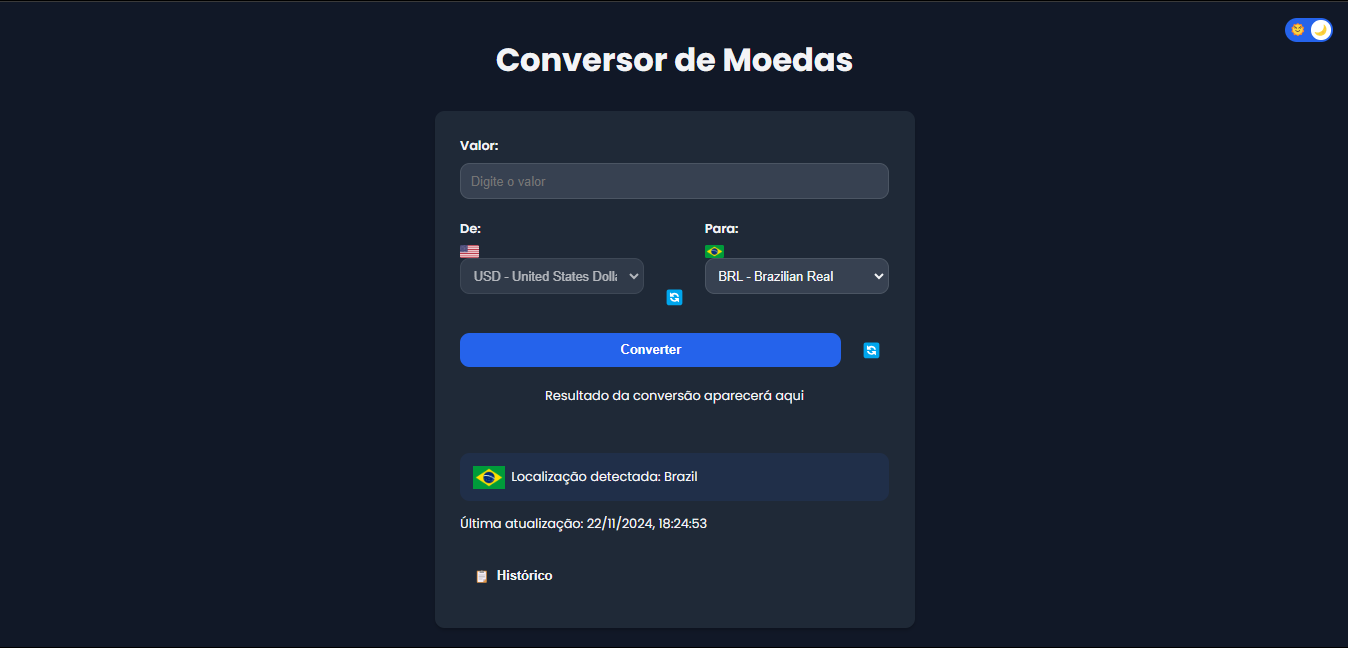 Conversor de Moedas
Valor:
Digite o valor
De:
Para:
USD - United States Doll
BRL - Brazilian Real
Converter
Resultado da conversão aparecerá aqui
Localização detectada: Brazil
Última atualização: 22/11/2024, 18:24:53
Histórico